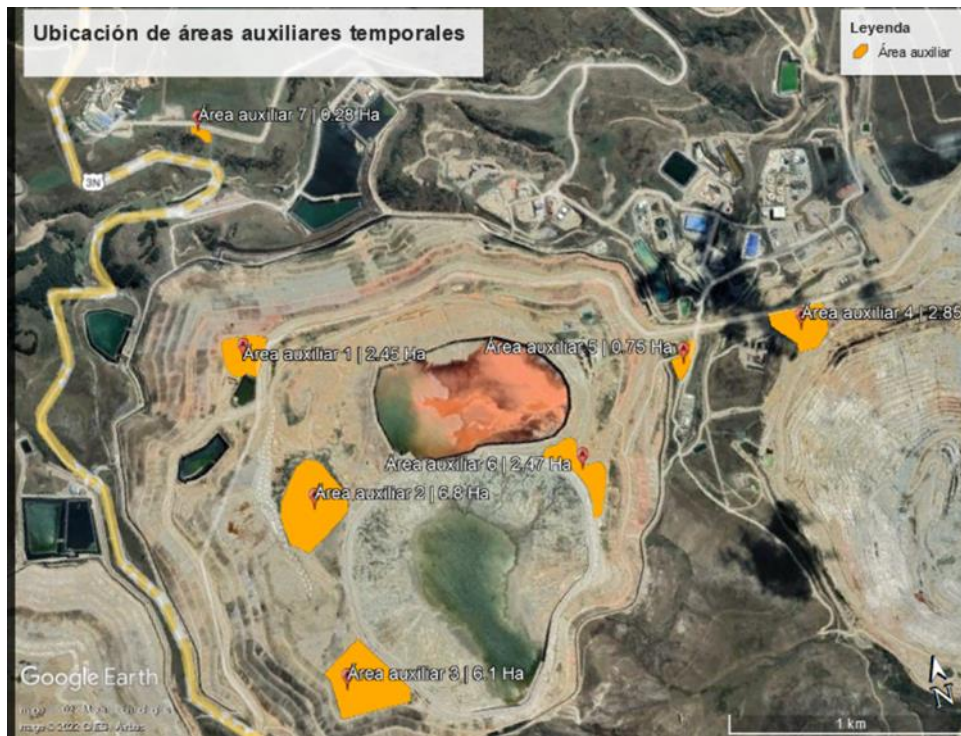 Ubicación de áreas auxiliares temporales
Leyenda
Área auxiliar
Área auxiliar 7 | 0.28 Ha
3N
Área auxiliar 4 | 2.85
Área auxiliar 1 | 2.45 Ha
Área auxiliar 5 | 0.75 Ha
Área auxiliar 6 | 2.47 Ha
Área auxiliar 2 | 6.8 Ha
Área auxiliar 3 | 6.1 Ha
Google Earth
N
1 km